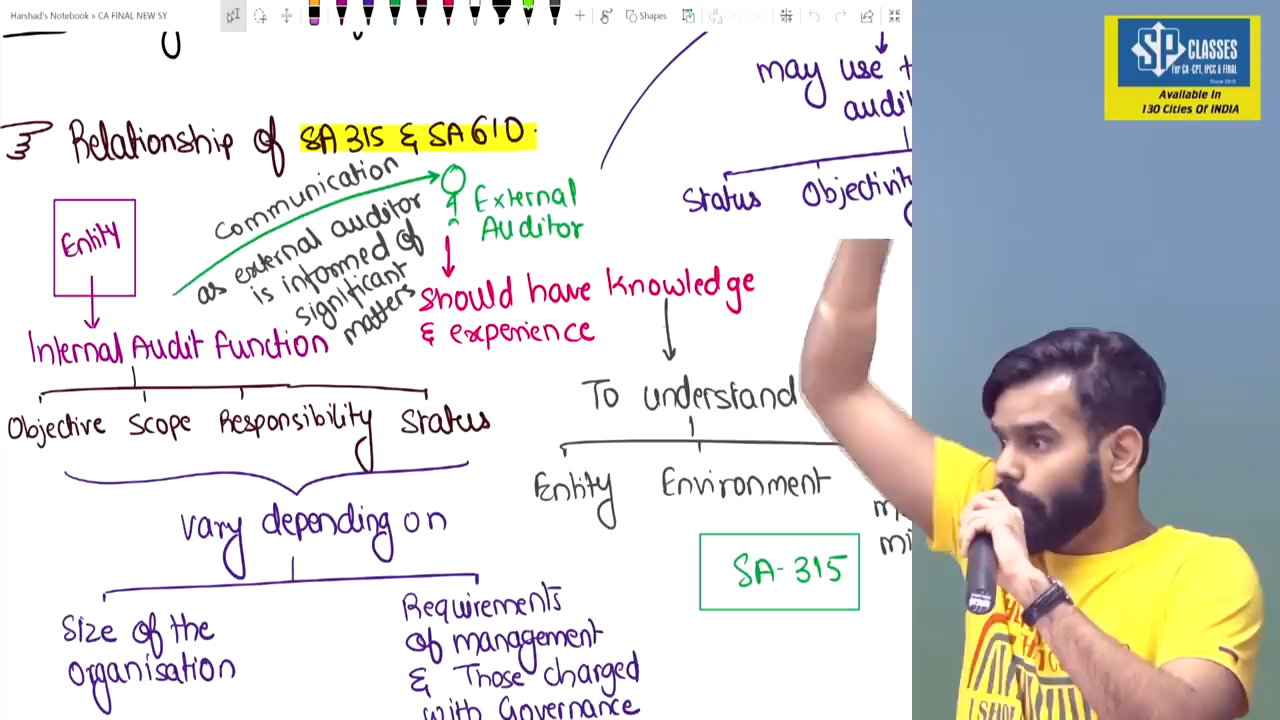 Harshad's Notebook » CA FINAL NEW SY
Shapes
SP CLASSES
For CA -CPT, IPCC & FINAL
Available In
130 Cities Of INDIA
may use
audit
Status Objectivity
Relationship of SA 315 & SA 610.
Entity
Communication
as external auditor
is informed of
significant
matters
External
Auditor
Should have knowledge
& experience
Internal Audit function
Objective Scope Responsibility Status
To understand
Entity Environment
SA-315
vary depending on
Size of the
organisation
Requirements
of management
& Those charged
with Governance